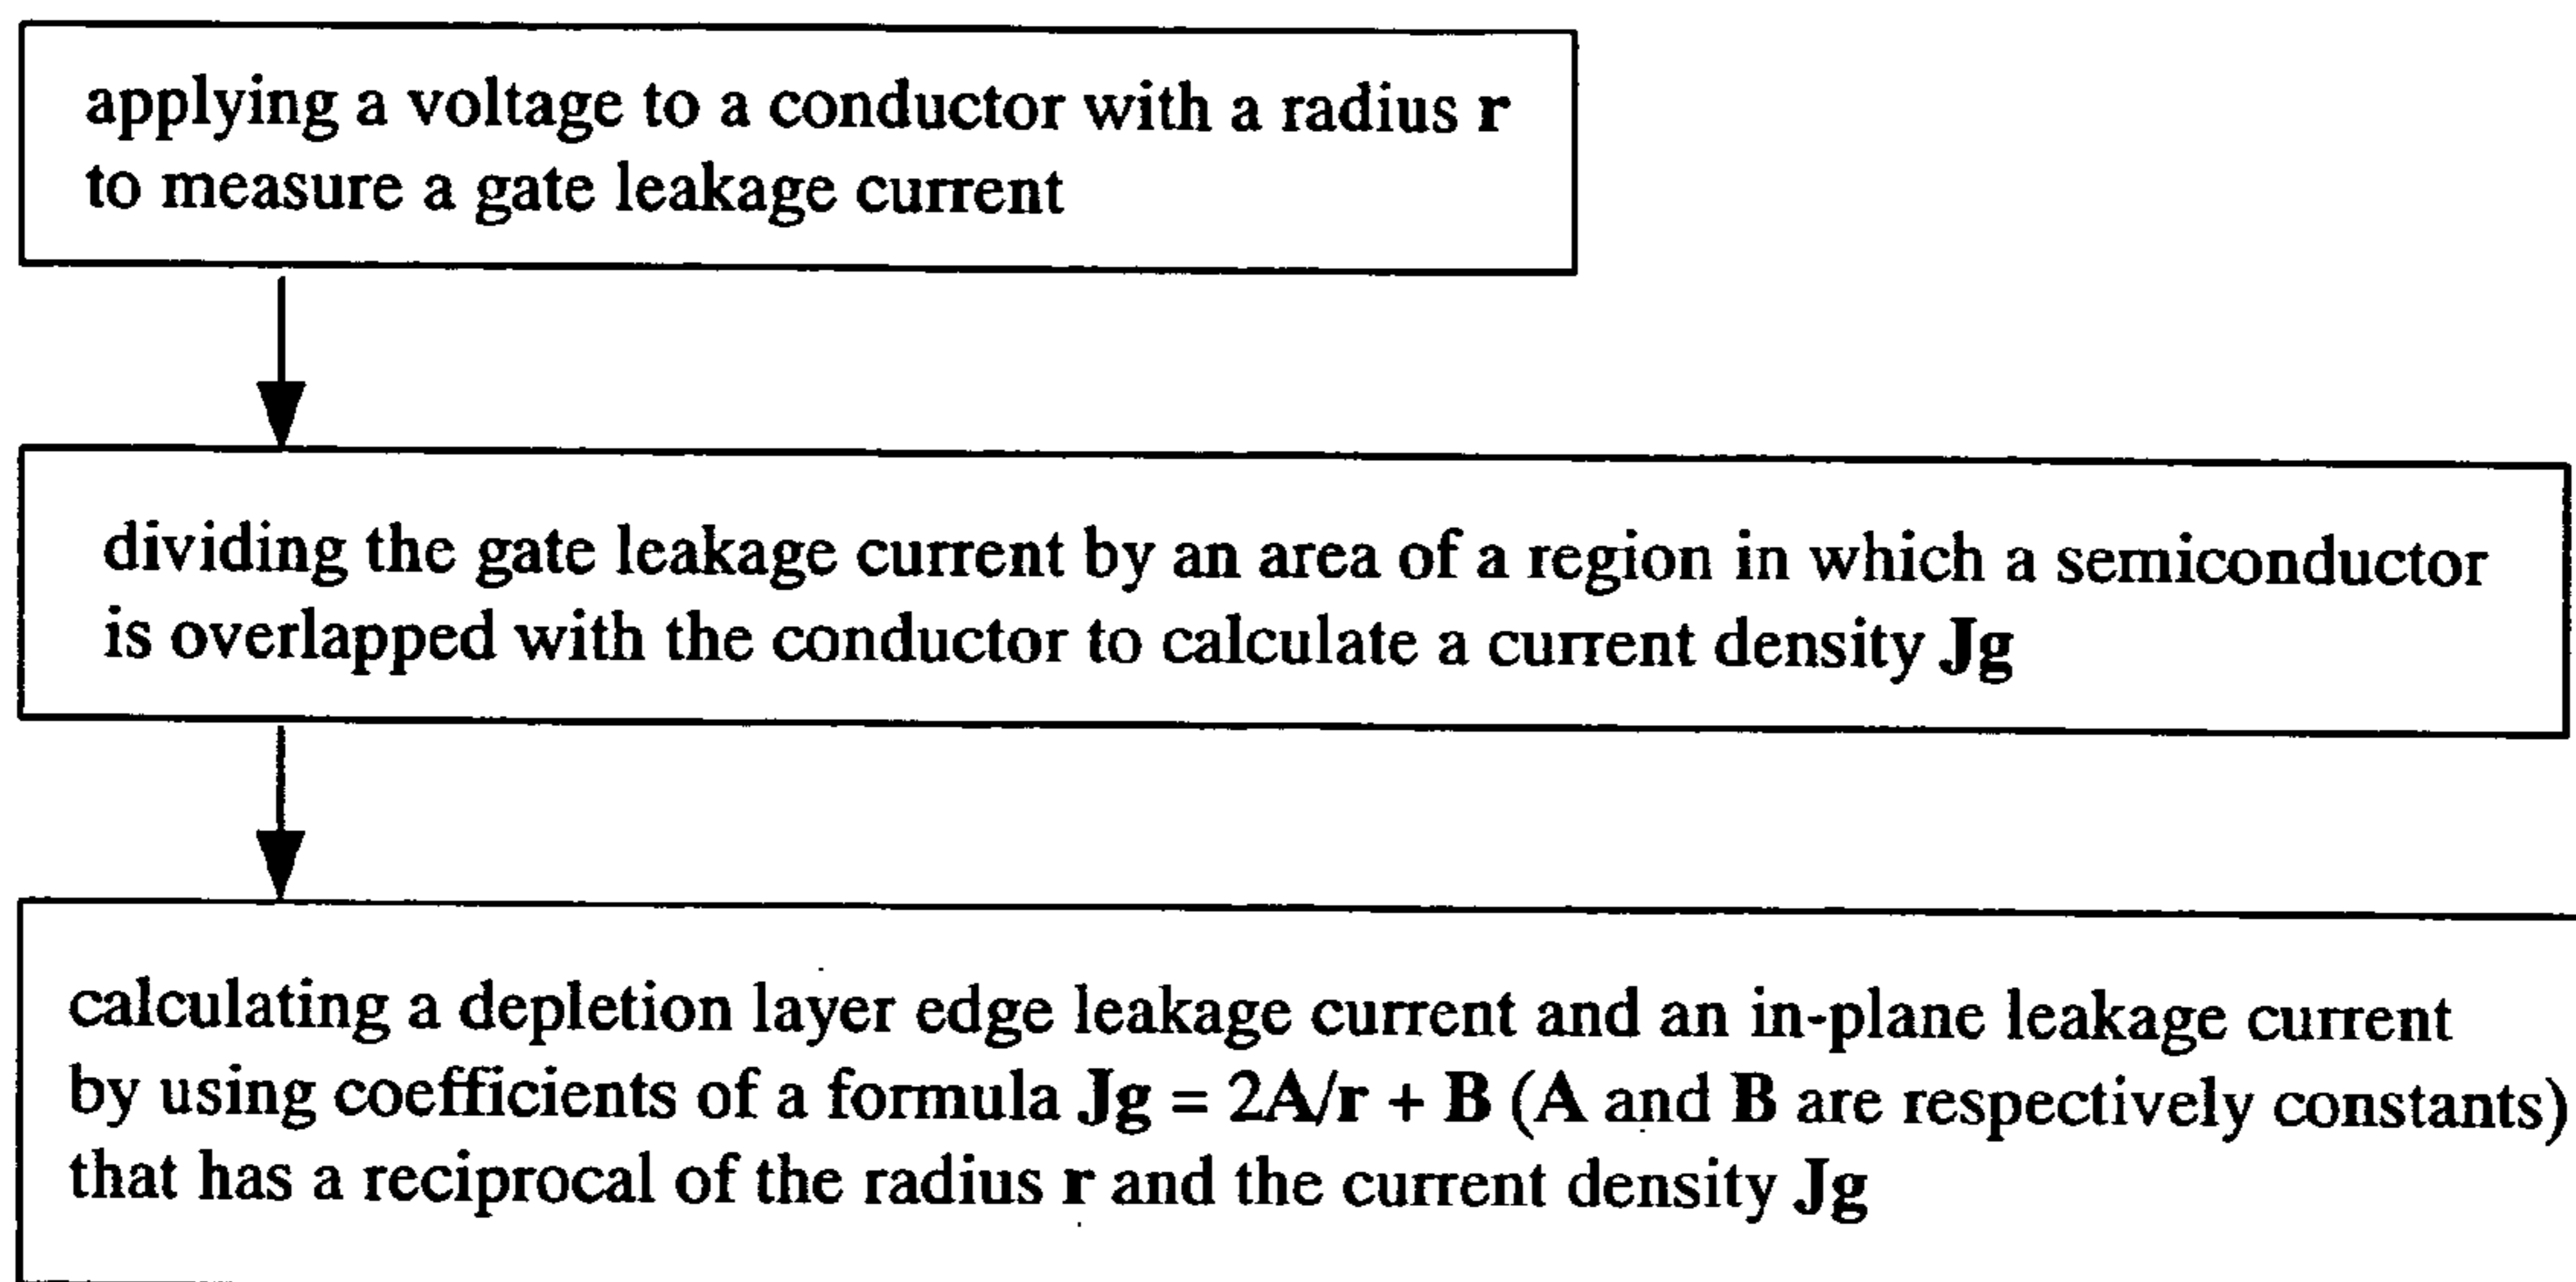 applying a voltage to a conductor with a radius r
to measure a gate leakage current
dividing the gate leakage current by an area of a region in which a semiconductor
is overlapped with the conductor to calculate a current density Jg
calculating a depletion layer edge leakage current and an in-plane leakage current
by using coefficients of a formula Jg = 2A/r + B (A and B are respectively constants)
that has a reciprocal of the radius r and the current density Jg